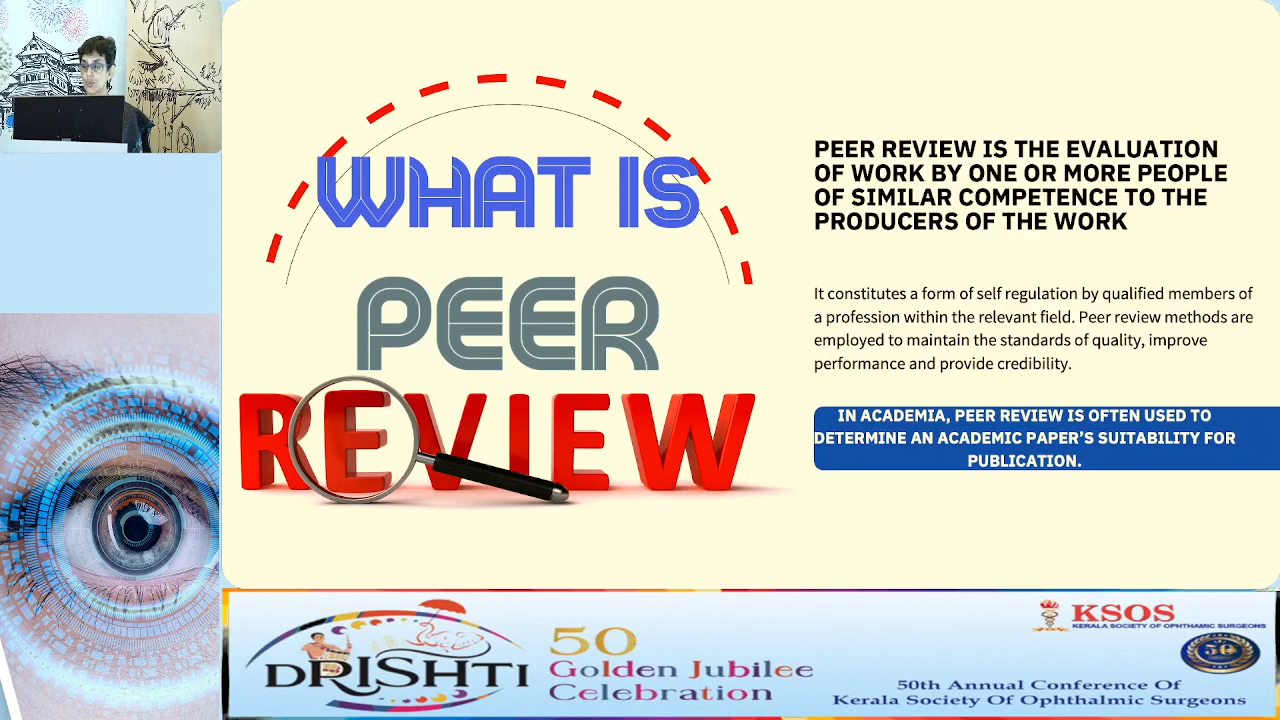 WHAT IS
PEER
REVIEW
PEER REVIEW IS THE EVALUATION
OF WORK BY ONE OR MORE PEOPLE
OF SIMILAR COMPETENCE TO THE
PRODUCERS OF THE WORK
It constitutes a form of self regulation by qualified members of
a profession within the relevant field. Peer review methods are
employed to maintain the standards of quality, improve
performance and provide credibility.
IN ACADEMIA, PEER REVIEW IS OFTEN USED TO
DETERMINE AN ACADEMIC PAPER'S SUITABILITY FOR
PUBLICATION.
DRISHTI
50
Golden Jubilee
Celebration
KSOS
KERALA SOCIETY OF OPHTHAMIC SURGEONS
50
50th Annual Conference Of
Kerala Society Of Ophthalmic Surgeons